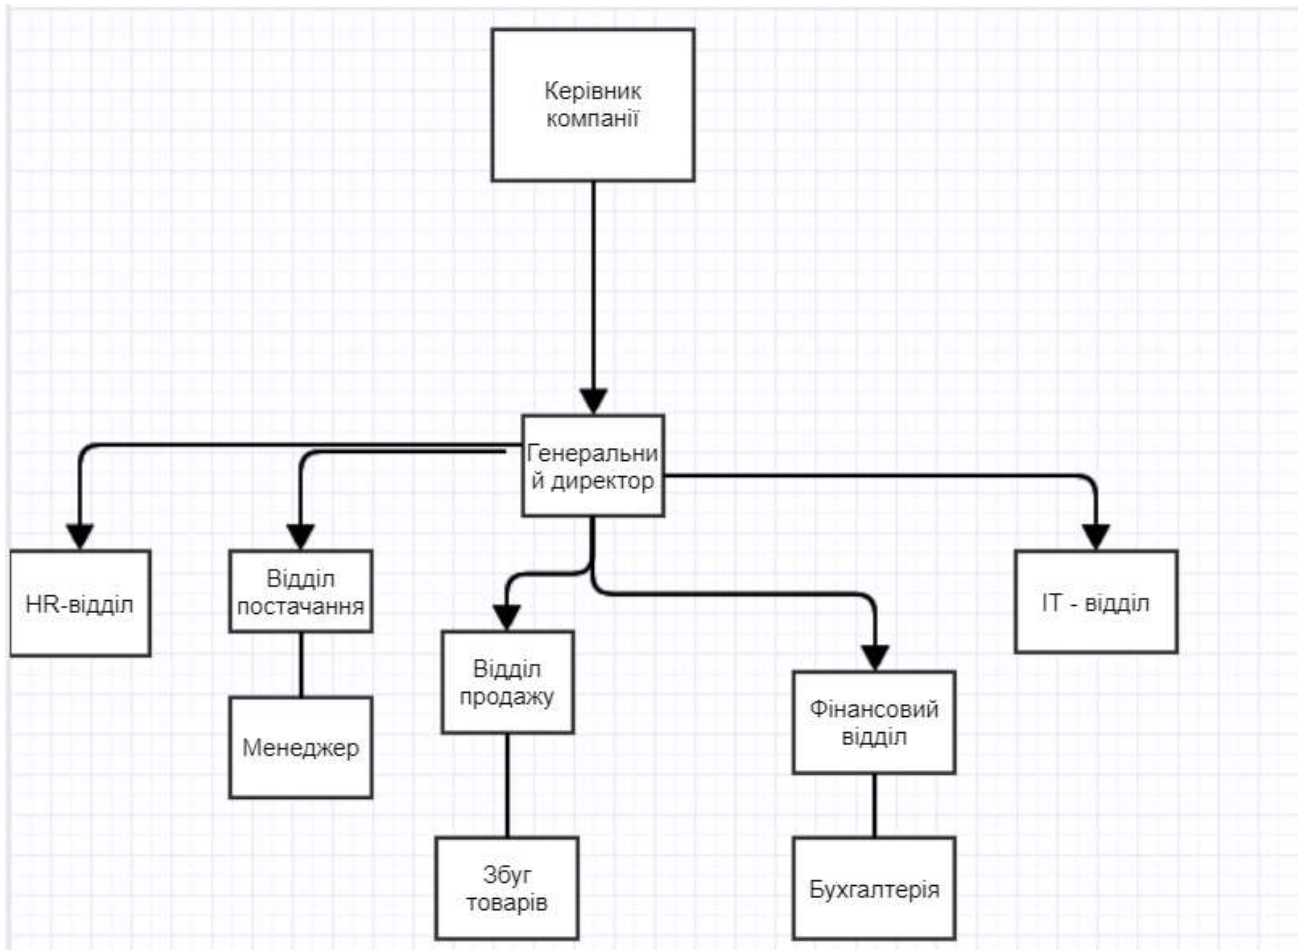 Керівник
компанії
Генеральни
й директор
HR-відділ
Відділ
постачання
IT - відділ
Відділ
продажу
Фінансовий
відділ
Менеджер
Збуг
товарів
Бухгалтерія